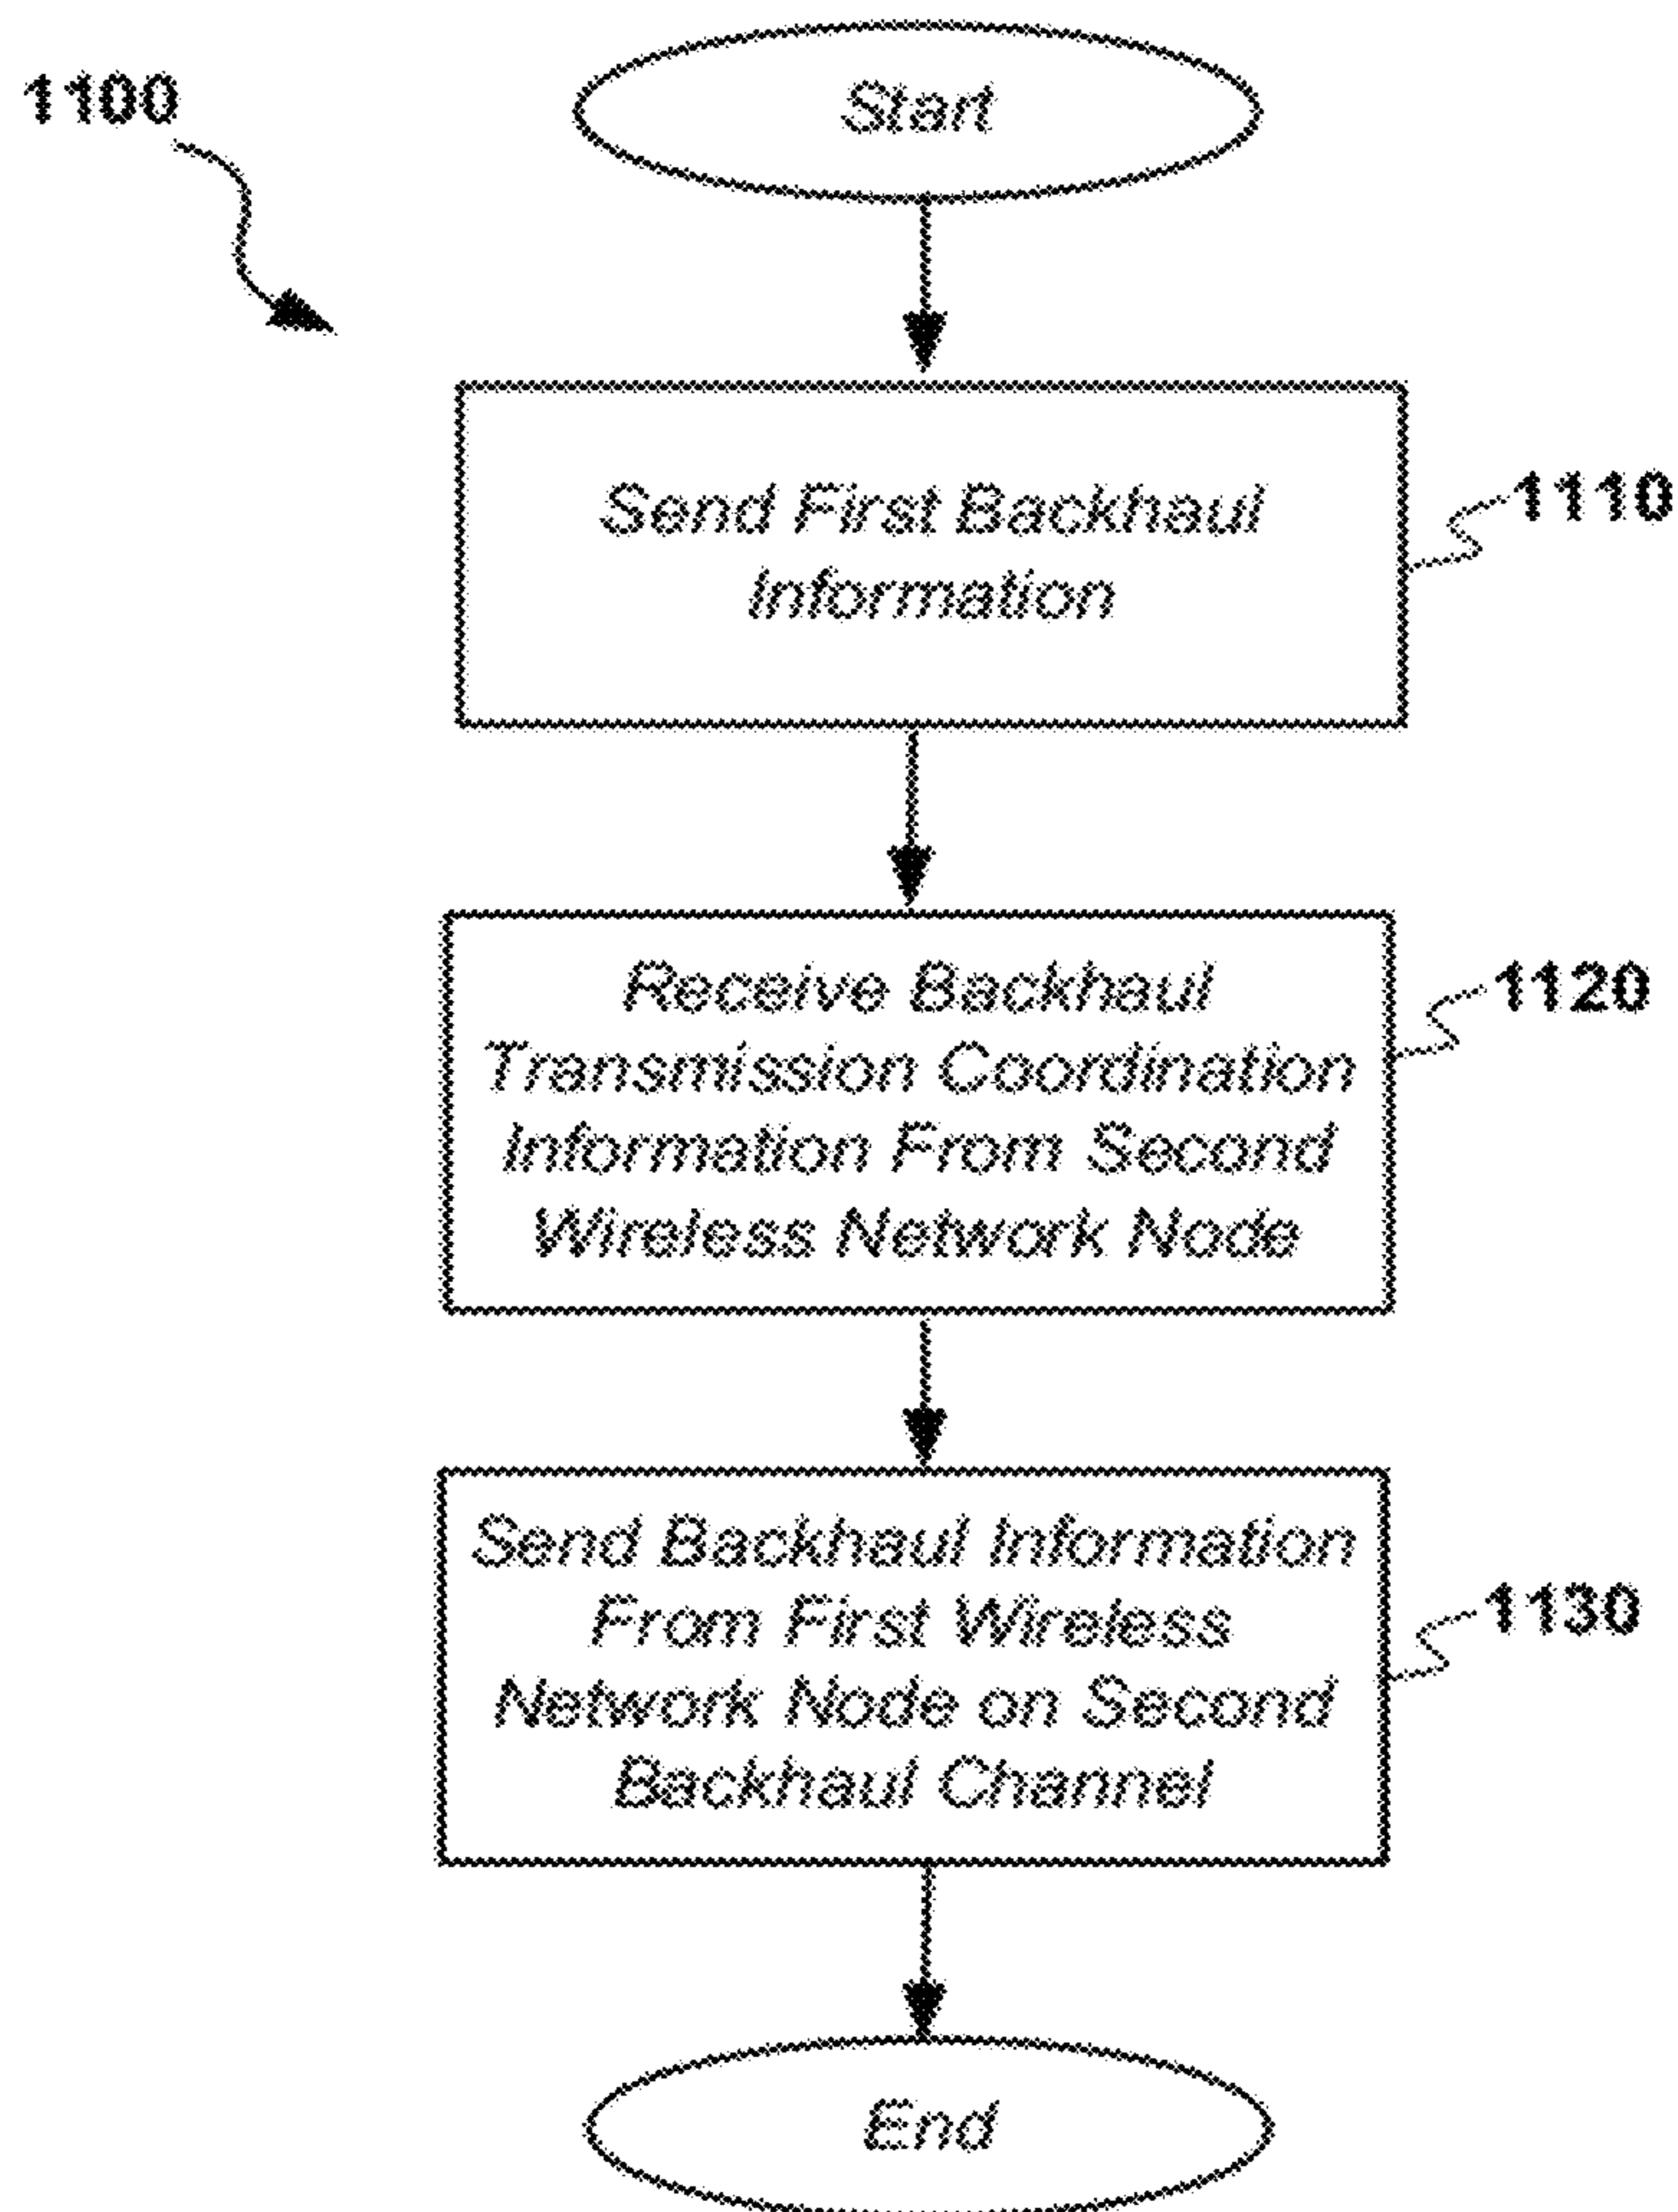 1100
Start
Send First Backhaul
Information
1110
Receive Backhaul
Transmission Coordination
Information From Second
Wireless Network Node
1120
Send Backhaul Information
From First Wireless
Network Node on Second
Backhaul Channel
1130
End